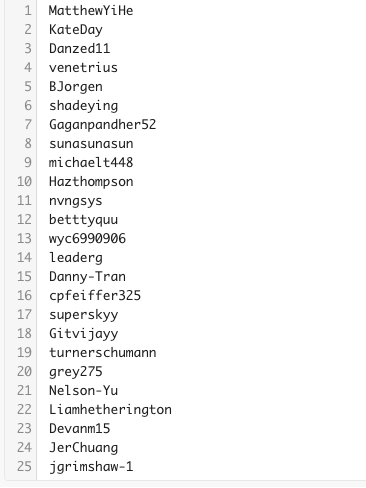 1 MatthewYiHe
2 KateDay
3 Danzed11
4 venetrius
5 BJorgen
6 shadeying
7 Gaganpandher52
8 sunasunasun
9 michaelt448
10 Hazthompson
11 nvngsys
12 betttyquu
13 wyc6990906
14 leaderg
15 Danny-Tran
16 cpfeiffer325
17 superskyy
18 Gitvijayy
19 turnerschumann
20 grey275
21 Nelson-Yu
22 Liamhetherington
23 Devanm15
24 JerChuang
25 jgrimshaw-1